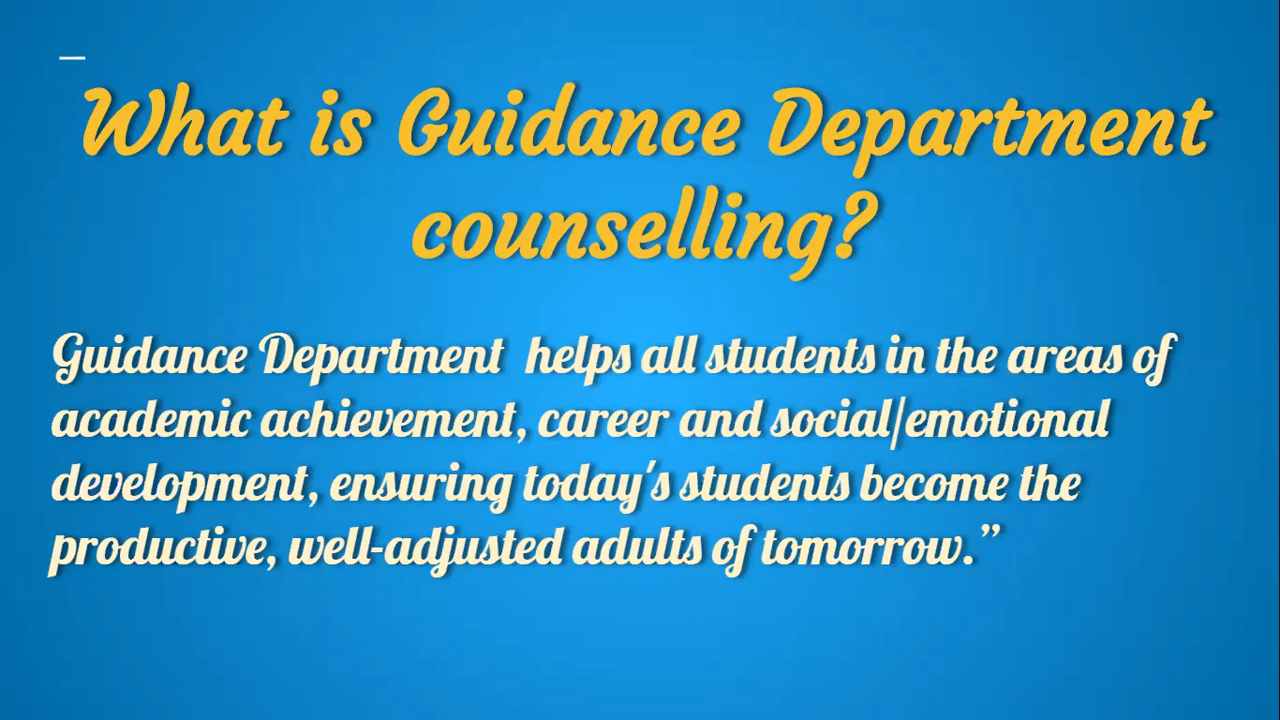 What is Guidance Department
counselling?
Guidance Department helps all students in the areas of
academic achievement, career and social/emotional
development, ensuring today's students become the
productive, well-adjusted adults of tomorrow.”